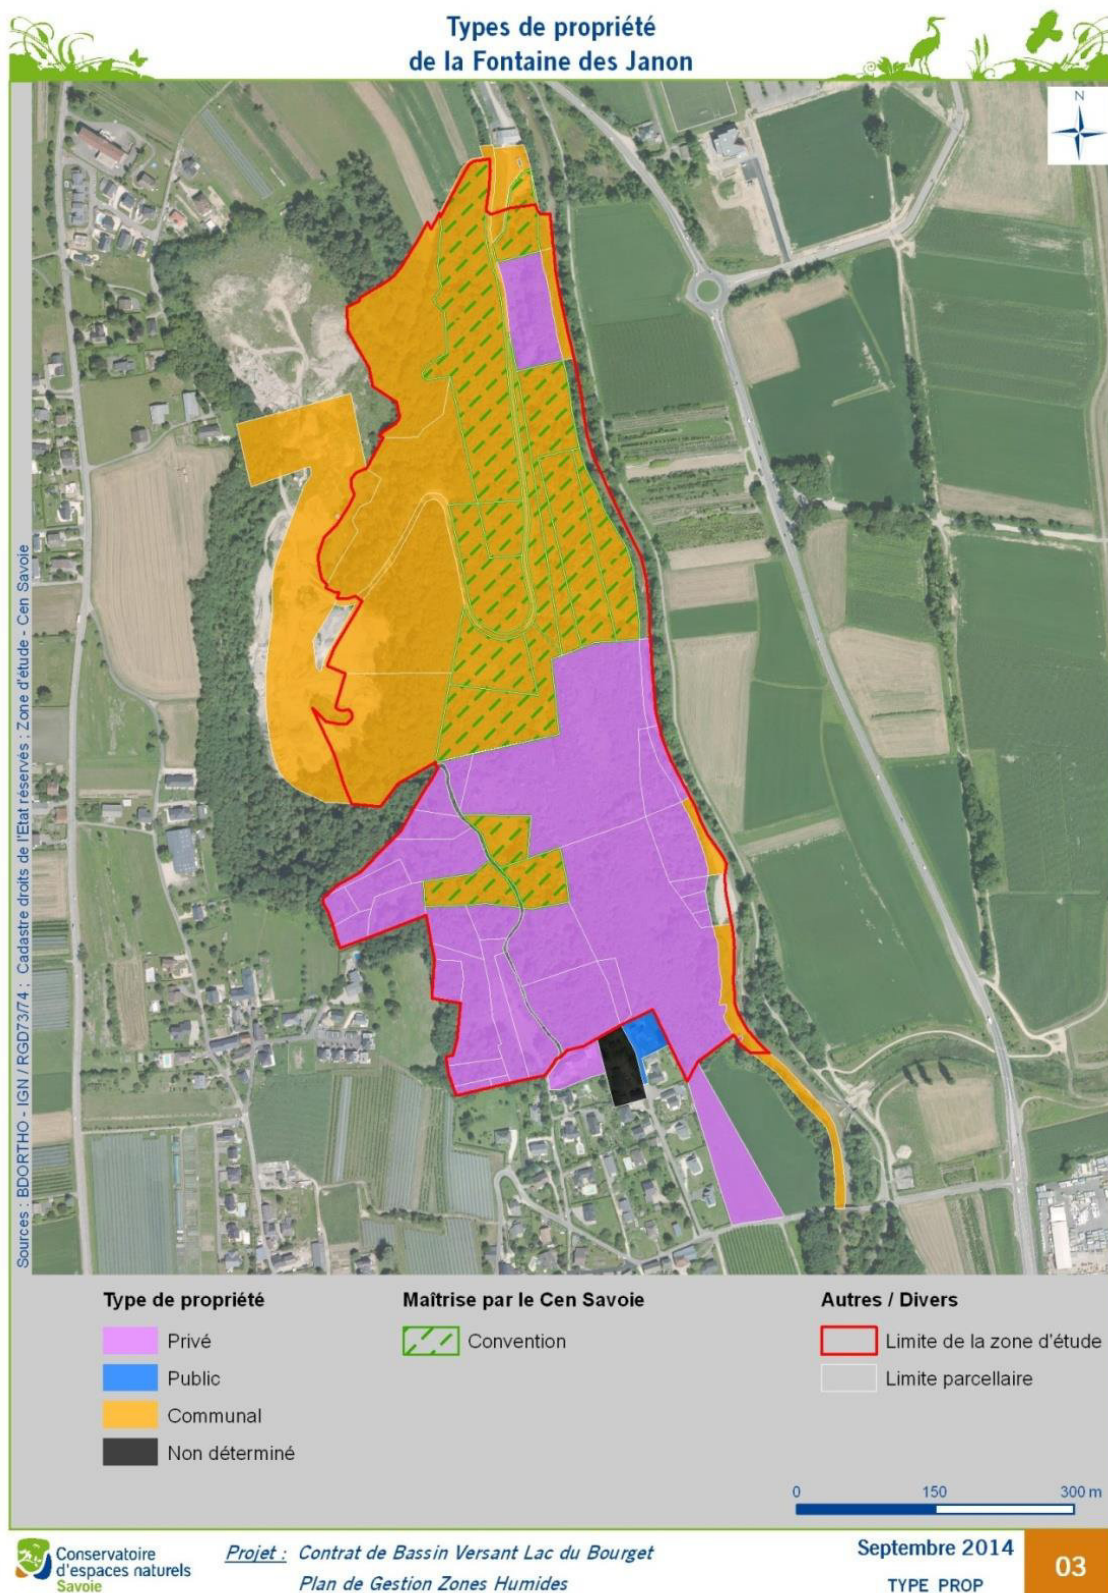 Types de propriété
de la Fontaine des Janon
N
Sources : BDORTHO - IGN / RGD73/74 ; Cadastre droits de l'Etat réservés ; Zone d'étude - Cen Savoie
Type de propriété
Privé
Public
Communal
Non déterminé
Maîtrise par le Cen Savoie
Convention
Autres / Divers
Limite de la zone d'étude
Limite parcellaire
0 150 300 m
Conservatoire
d'espaces naturels
Savoie
Projet : Contrat de Bassin Versant Lac du Bourget
Plan de Gestion Zones Humides
Septembre 2014
TYPE PROP
03